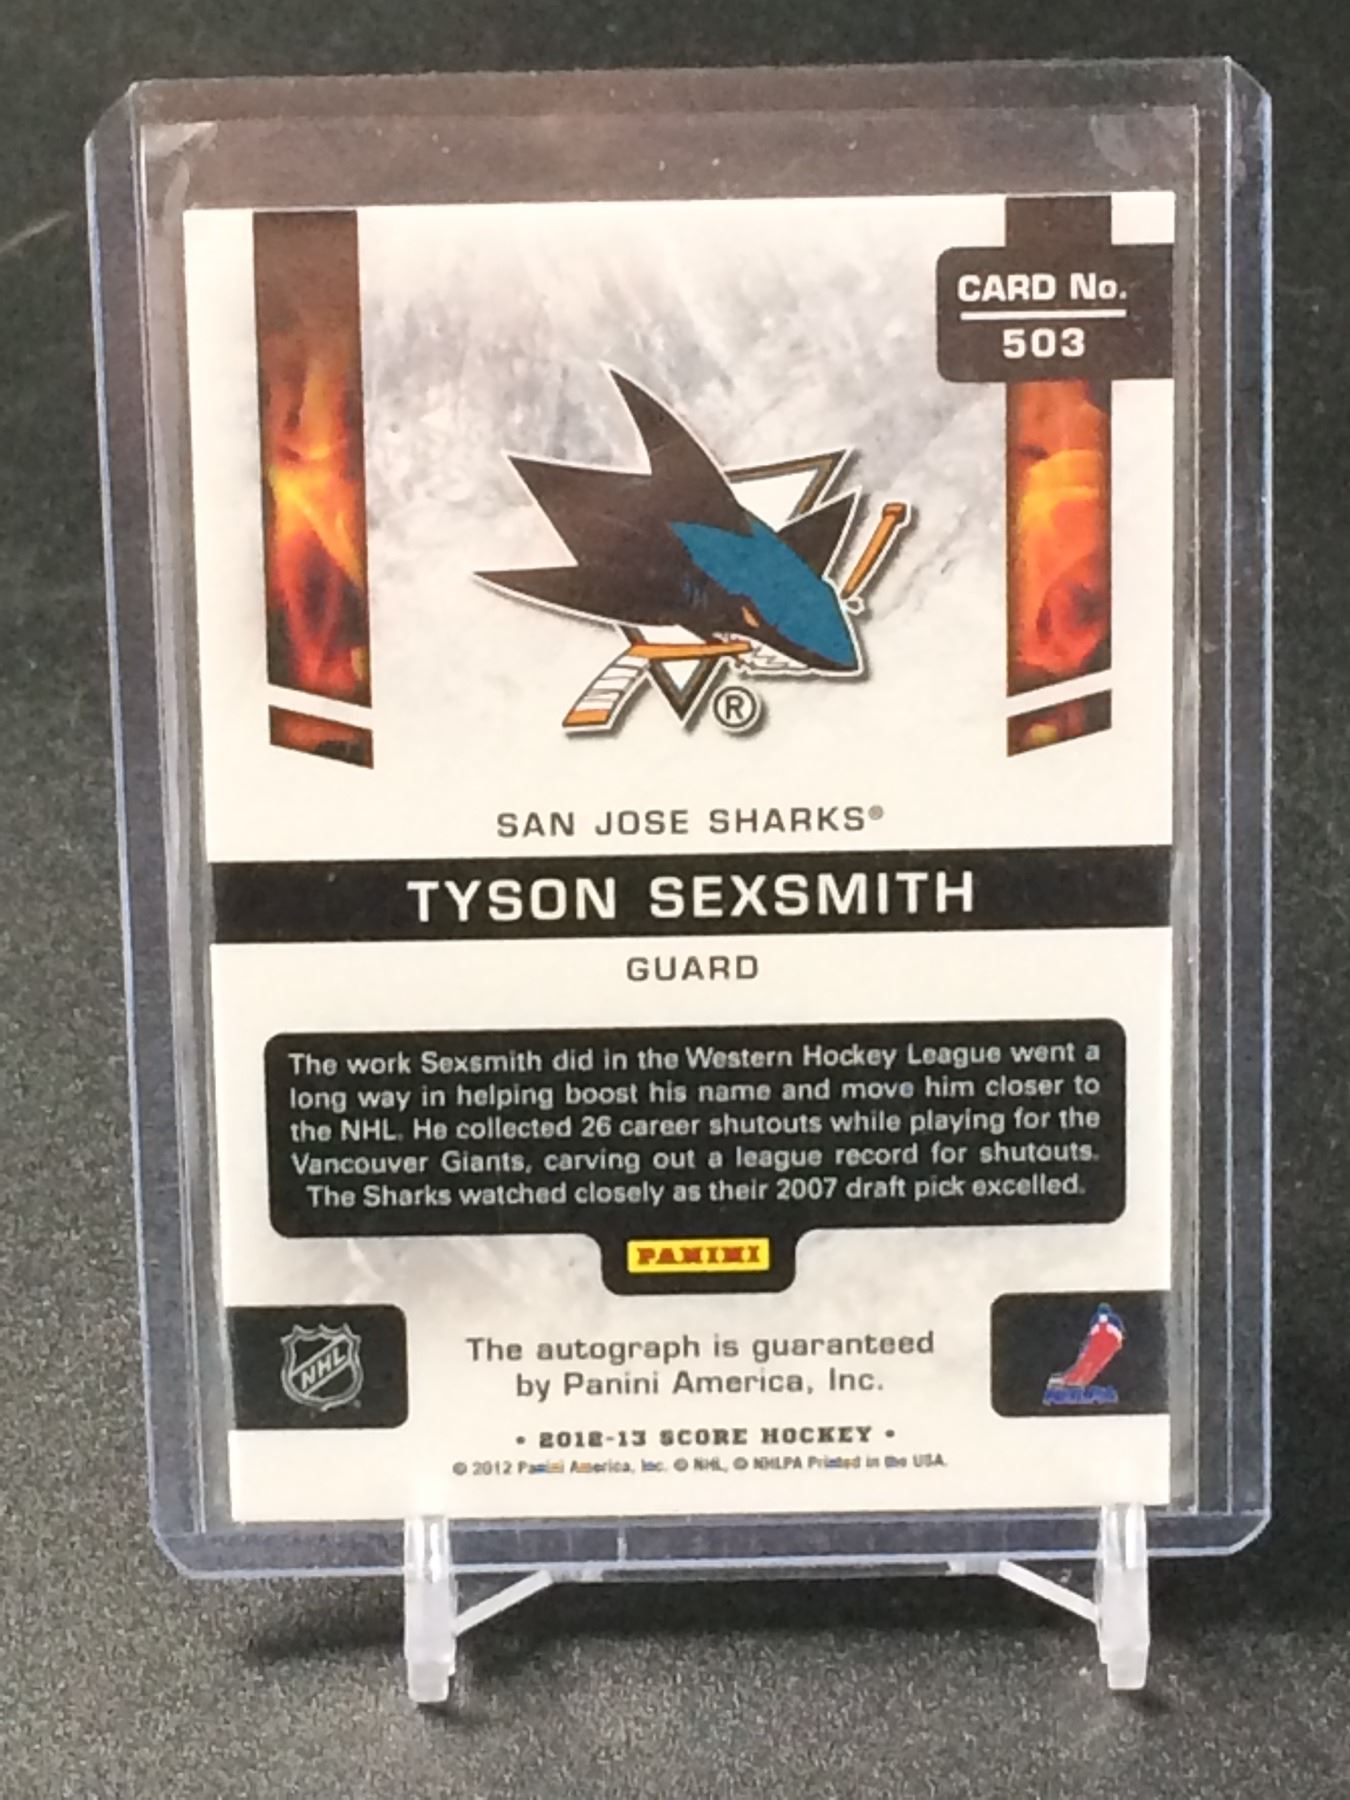 CARD No.
503
®
SAN JOSE SHARKS®
TYSON SEXSMITH
GUARD
The work Sexsmith did in the Western Hockey League went a
long way in helping boost his name and move him closer to
the NHL. He collected 26 career shutouts while playing for the
Vancouver Giants, carving out a league record for shutouts.
The Sharks watched closely as their 2007 draft pick excelled.
PANINI
NHL
NHLPA
The autograph is guaranteed
by Panini America, Inc.
• 2012-13 SCORE HOCKEY •
© 2012 Panini America, Inc. © NHL, © NHLPA Printed in the USA.